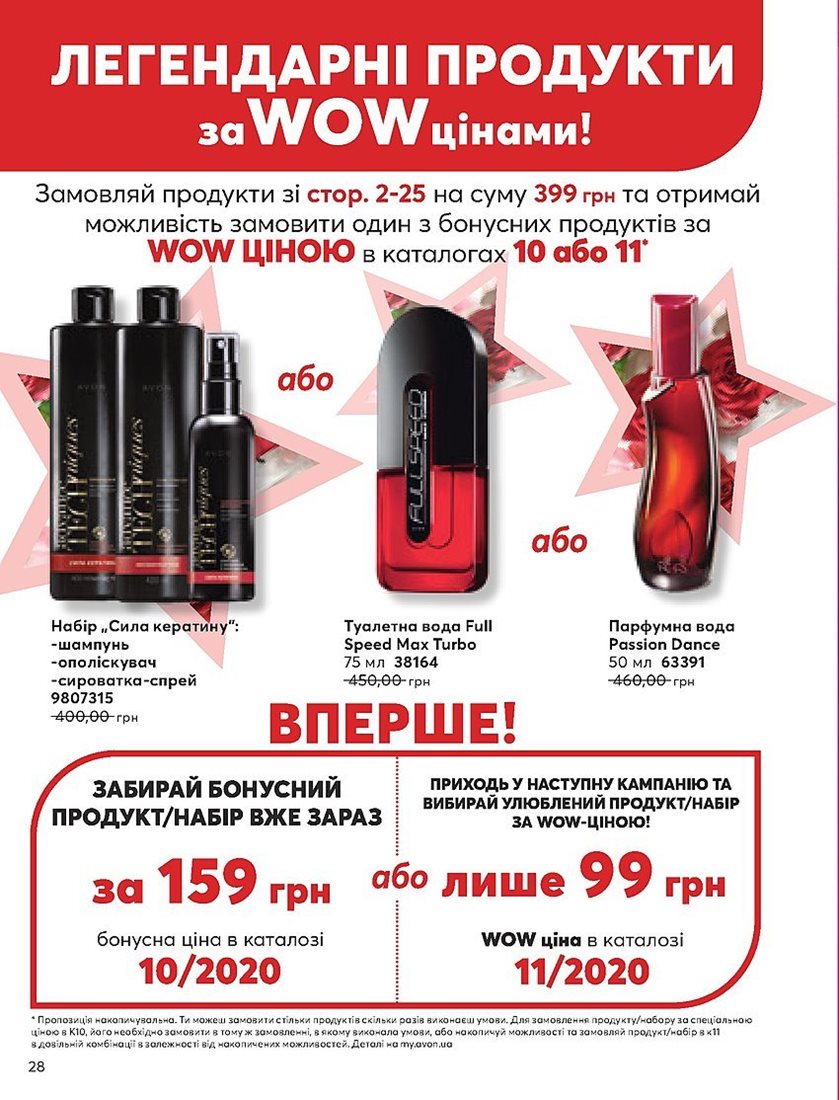 ЛЕГЕНДАРНІ ПРОДУКТИ
за WOW цінами!
Замовляй продукти зі стор. 2-25 на суму 399 грн та отримай
можливість замовити один з бонусних продуктів за
WOW ЦІНОЮ в каталогах 10 або 11*
або
або
AVON
TECHniques
СИЛА КЕРАТИНУ
FULL SPEED
Набір „Сила кератину":
-шампунь
-ополіскувач
-сироватка-спрей
9807315
400,00 грн
Туалетна вода Full
Speed Max Turbo
75 мл 38164
450,00 грн
Парфумна вода
Passion Dance
50 мл 63391
460,00 грн
ВПЕРШЕ!
ЗАБИРАЙ БОНУСНИЙ
ПРОДУКТ/НАБІР ВЖЕ ЗАРАЗ
за 159 грн
бонусна ціна в каталозі
10/2020
або
ПРИХОДЬ У НАСТУПНУ КАМПАНІЮ ТА
ВИБИРАЙ УЛЮБЛЕНИЙ ПРОДУКТ/НАБІР
ЗА WOW-ЦІНОЮ!
лише 99 грн
WOW ціна в каталозі
11/2020
* Пропозиція накопичувальна. Ти можеш замовити стільки продуктів скільки разів виконаєш умови. Для замовлення продукту/набору за спеціальною
ціною в К10, його необхідно замовити в тому ж замовленні, в якому виконала умови, або накопичуй можливості та замовляй продукт/набір в к11
в довільній комбінації в залежності від накопичених можливостей. Деталі на my.avon.ua
28